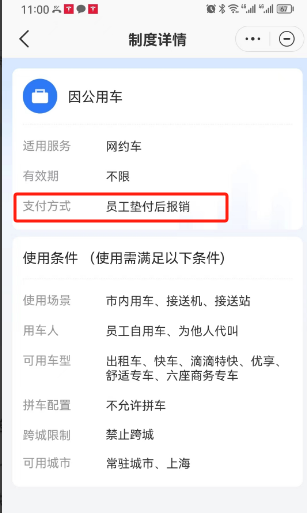 11:00
67
制度详情
因公用车
适用服务 网约车
有效期 不限
支付方式 员工垫付后报销
使用条件 （使用需满足以下条件)
使用场景 市内用车、接送机、接送站
用车人 员工自用车、为他人代叫
可用车型 出租车、快车、滴滴特快、优享、
舒适专车、六座商务专车
拼车配置 不允许拼车
跨城限制 禁止跨城
可用城市 常驻城市、上海